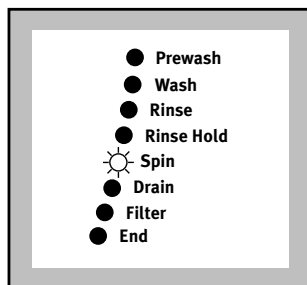 Prewash
Wash
Rinse
Rinse Hold
Spin
Drain
Filter
End